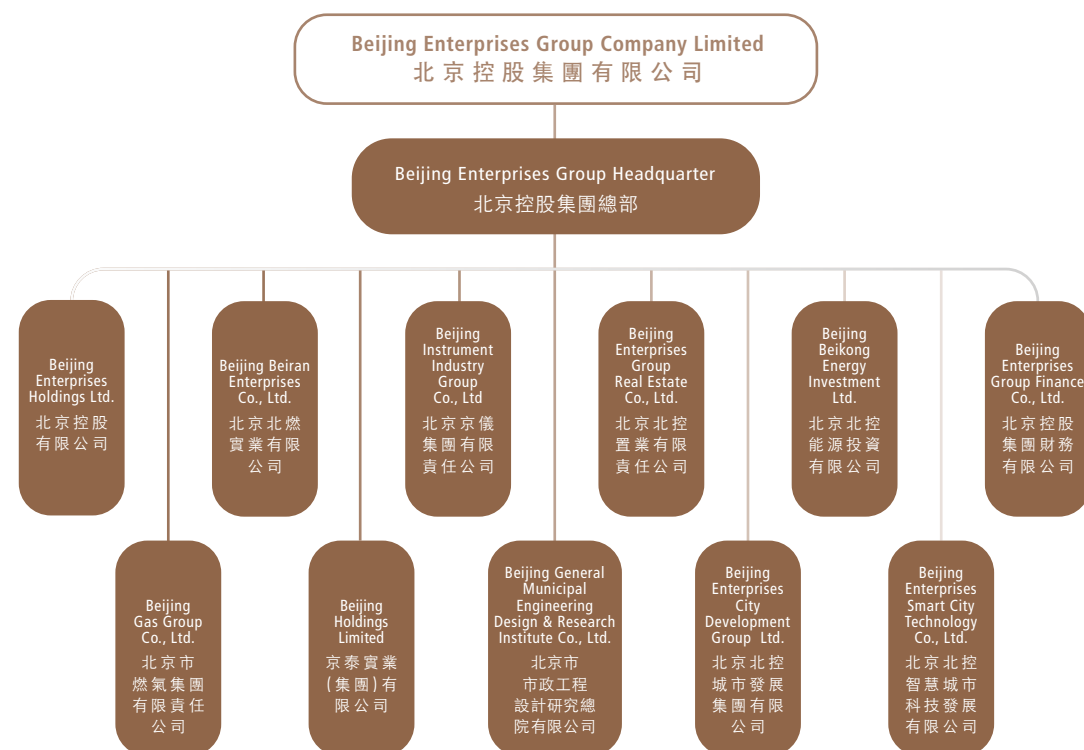 Beijing Enterprises Group Company Limited
北京控股集團有限公司
Beijing Enterprises Group Headquarter
北京控股集團總部
Beijing
Enterprises
Holdings Ltd.
北京控股
有限公司
Beijing Beiran
Enterprises
Co., Ltd.
北京北燃
實業有限
公司
Beijing
Instrument
Industry
Group
Co., Ltd
北京京儀
集團有限
責任公司
Beijing
Enterprises
Group
Real Estate
Co., Ltd.
北京北控
置業有限
責任公司
Beijing
Beikong
Energy
Investment
Ltd.
北京北控
能源投資
有限公司
Beijing
Enterprises
Group Finance
Co., Ltd.
北京控股
集團財務
有限公司
Beijing
Gas Group
Co., Ltd.
北京市
燃氣集團
有限責任
公司
Beijing
Holdings
Limited
京泰實業
(集團)有
限公司
Beijing General
Municipal
Engineering
Design & Research
Institute Co., Ltd.
北京市
市政工程
設計研究總
院有限公司
Beijing
Enterprises
City
Development
Group Ltd.
北京北控
城市發展
集團有限
公司
Beijing
Enterprises
Smart City
Technology
Co., Ltd.
北京北控
智慧城市
科技發展
有限公司